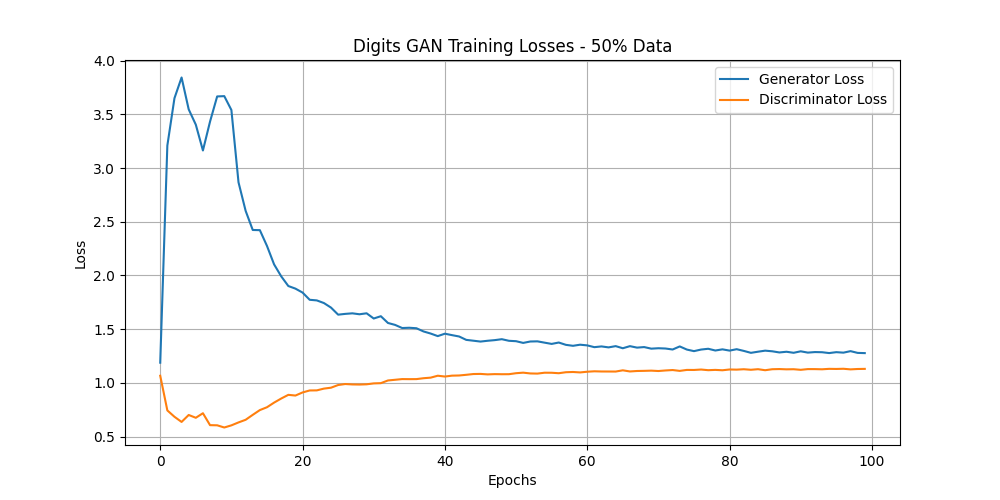 Digits GAN Training Losses - 50% Data
Generator Loss
Discriminator Loss
Loss
4.0
3.5
3.0
2.5
2.0
1.5
1.0
0.5
0 20 40 60 80 100
Epochs